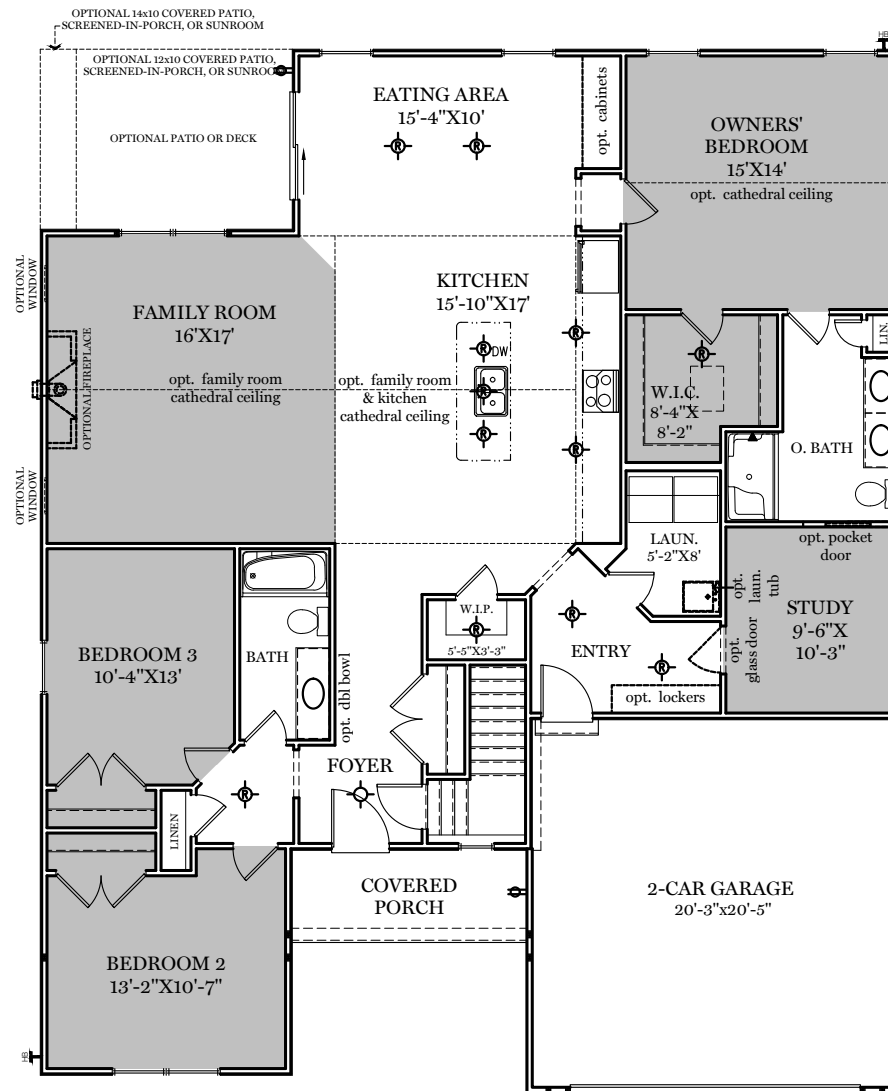 OPTIONAL 14x10 COVERED PATIO,
SCREENED-IN-PORCH, OR SUNROOM
OPTIONAL 12x10 COVERED PATIO,
SCREENED-IN-PORCH, OR SUNROO
OPTIONAL PATIO OR DECK
EATING AREA
15'-4"X10'
R
R
opt. cabinets
HB
OWNERS'
BEDROOM
15'X14'
opt. cathedral ceiling
OPTIONAL
WINDOW
FAMILY ROOM
16'X17'
OPTIONAL FIREPLACE
opt. family room
cathedral ceiling
OPTIONAL
WINDOW
KITCHEN
15'-10"X17'
R
DW
R
opt. family room
& kitchen
cathedral ceiling
R
R
R
R
W.I.C.
8'-4"X
8'-2"
LIN.
O. BATH
LAUN.
5'-2"X8'
opt.
laun.
tub
opt. pocket
door
STUDY
9'-6"X
10'-3"
opt.
glass door
W.I.P.
R
5'-5"X3'-3"
R
ENTRY
R
opt. lockers
BEDROOM 3
10'-4"X13'
BATH
opt. dbl bowl
FOYER
R
LINEN
COVERED
PORCH
2-CAR GARAGE
20'-3"x20'-5"
BEDROOM 2
13'-2"X10'-7"
HB